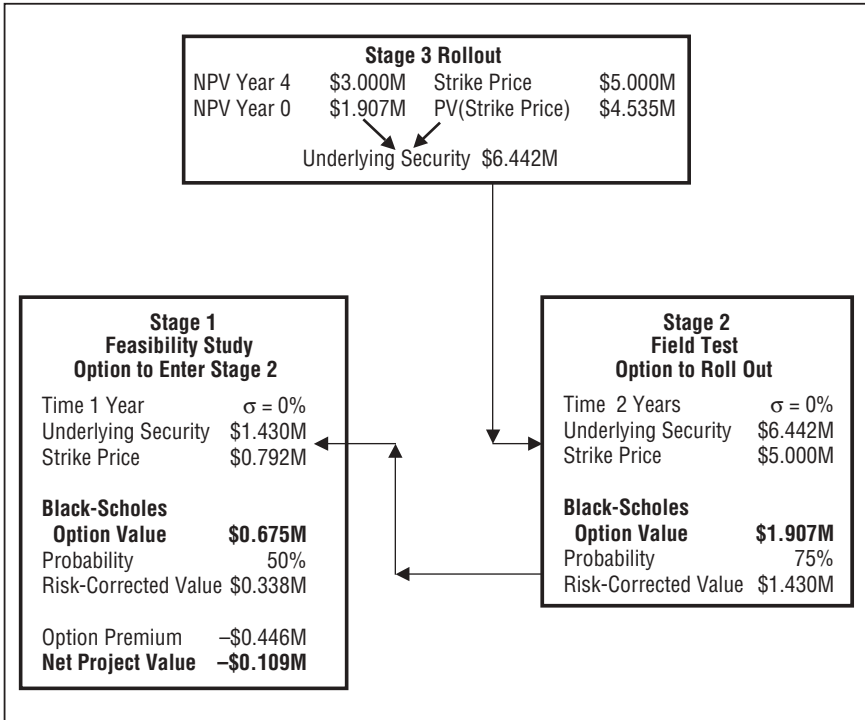 Stage 3 Rollout
NPV Year 4 $3.000M Strike Price $5.000M
NPV Year 0 $1.907M PV(Strike Price) $4.535M
Underlying Security $6.442M
Stage 1
Feasibility Study
Option to Enter Stage 2
Time 1 Year σ = 0%
Underlying Security $1.430M
Strike Price $0.792M
Black-Scholes
Option Value $0.675M
Probability 50%
Risk-Corrected Value $0.338M
Option Premium –$0.446M
Net Project Value –$0.109M
Stage 2
Field Test
Option to Roll Out
Time 2 Years σ = 0%
Underlying Security $6.442M
Strike Price $5.000M
Black-Scholes
Option Value $1.907M
Probability 75%
Risk-Corrected Value $1.430M